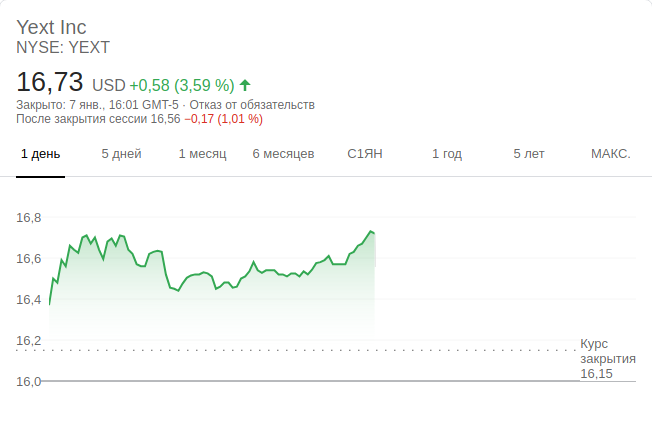 Yext Inc
NYSE: YEXT
16,73 USD +0,58 (3,59 %)
Закрыто: 7 янв., 16:01 GMT-5 · Отказ от обязательств
После закрытия сессии 16,56 −0,17 (1,01 %)
1 день 5 дней 1 месяц 6 месяцев С1ЯН 1 год 5 лет МАКС.
16,8
16,6
16,4
16,2
Курс
закрытия
16,15
16,0